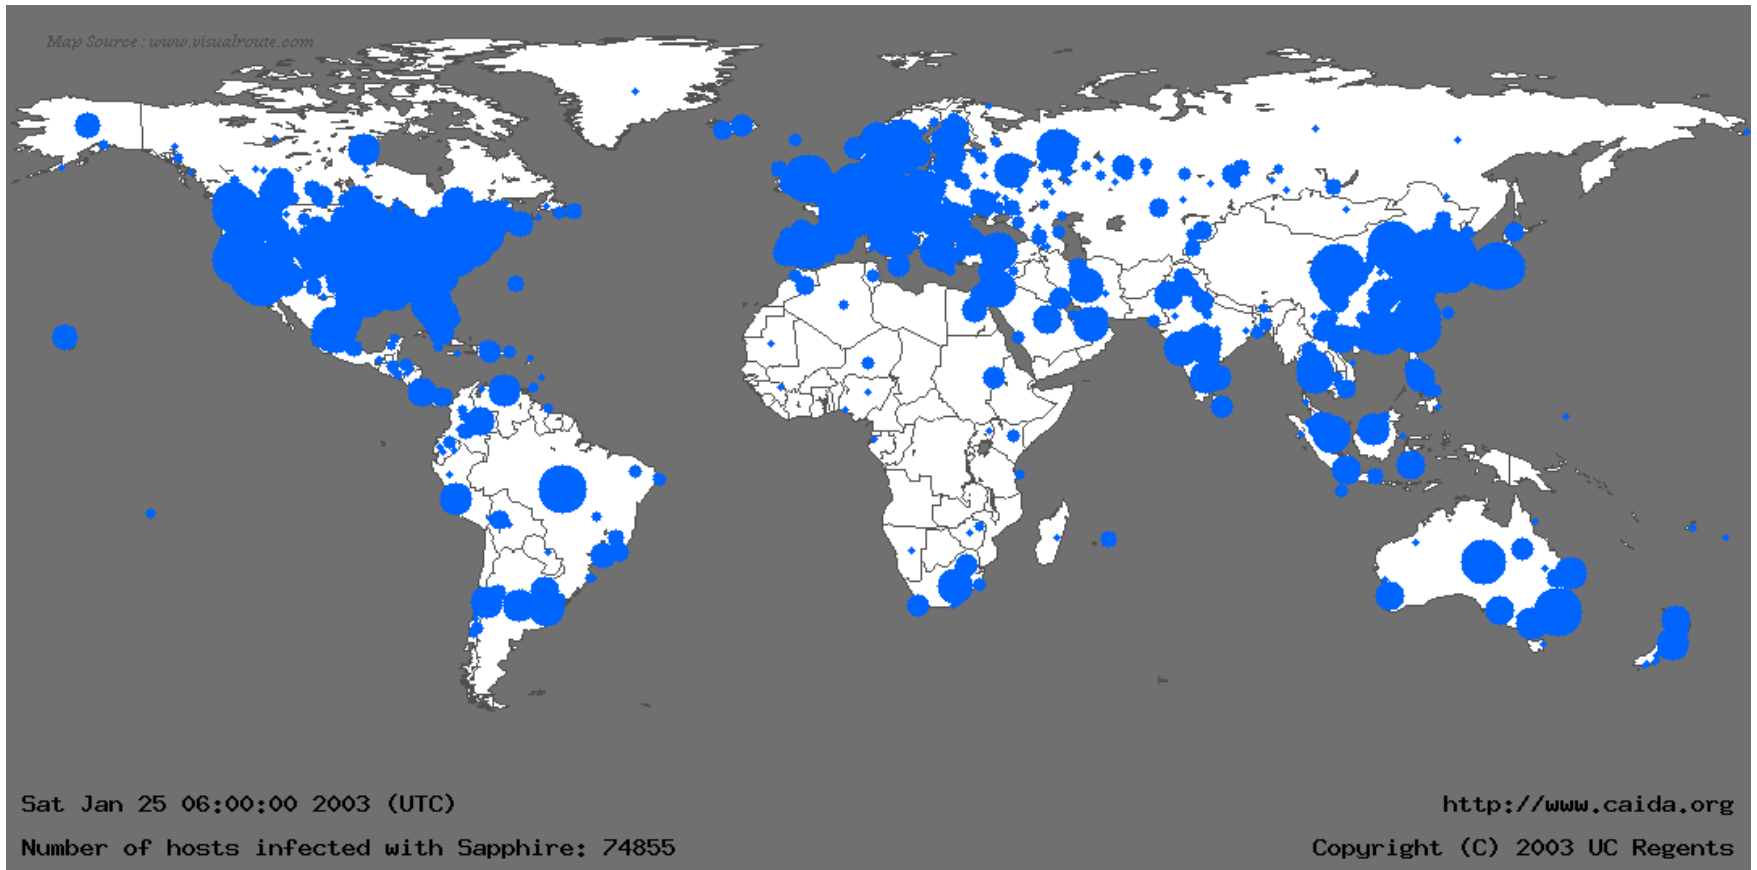 Map Source : www.visualroute.com
Sat Jan 25 06:00:00 2003 (UTC)
http://www.caida.org
Number of hosts infected with Sapphire: 74855
Copyright (C) 2003 UC Regents